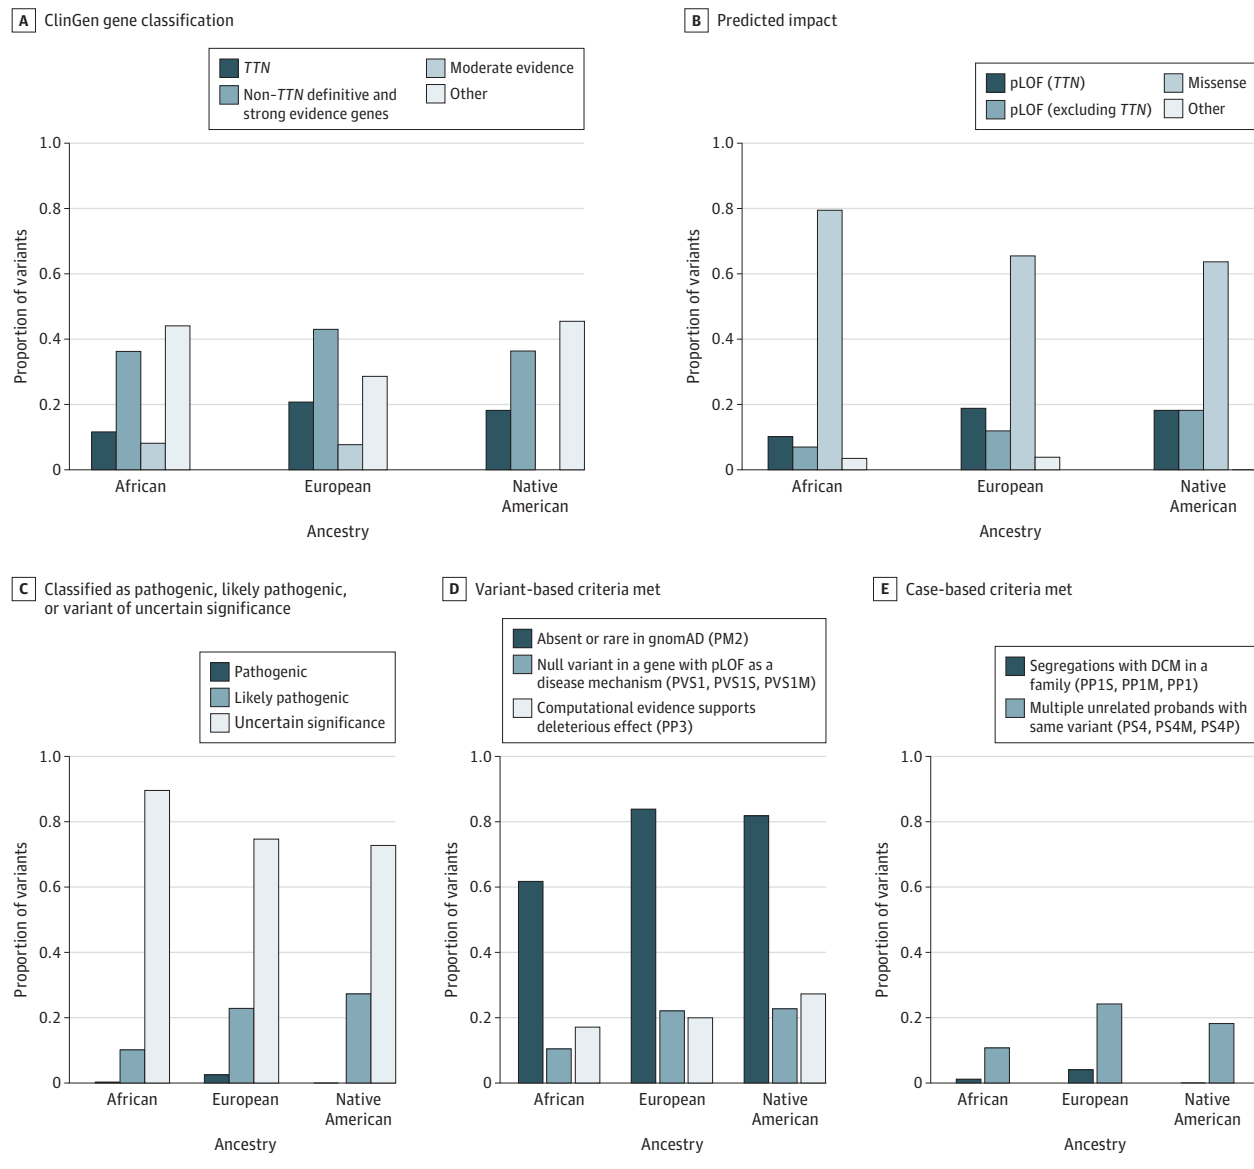 A ClinGen gene classification
TTN
Non-TTN definitive and
strong evidence genes
Moderate evidence
Other
1.0
0.8
0.6
0.4
0.2
0
Proportion of variants
African
European
Native
American
Ancestry
B Predicted impact
pLOF (TTN)
pLOF (excluding TTN)
Missense
Other
1.0
0.8
0.6
0.4
0.2
0
Proportion of variants
African
European
Native
American
Ancestry
C Classified as pathogenic, likely pathogenic,
or variant of uncertain significance
Pathogenic
Likely pathogenic
Uncertain significance
1.0
0.8
0.6
0.4
0.2
0
Proportion of variants
African
European
Native
American
Ancestry
D Variant-based criteria met
Absent or rare in gnomAD (PM2)
Null variant in a gene with pLOF as a
disease mechanism (PVS1, PVS1S, PVS1M)
Computational evidence supports
deleterious effect (PP3)
1.0
0.8
0.6
0.4
0.2
0
Proportion of variants
African
European
Native
American
Ancestry
E Case-based criteria met
Segregations with DCM in a
family (PP1S, PP1M, PP1)
Multiple unrelated probands with
same variant (PS4, PS4M, PS4P)
1.0
0.8
0.6
0.4
0.2
0
Proportion of variants
African
European
Native
American
Ancestry